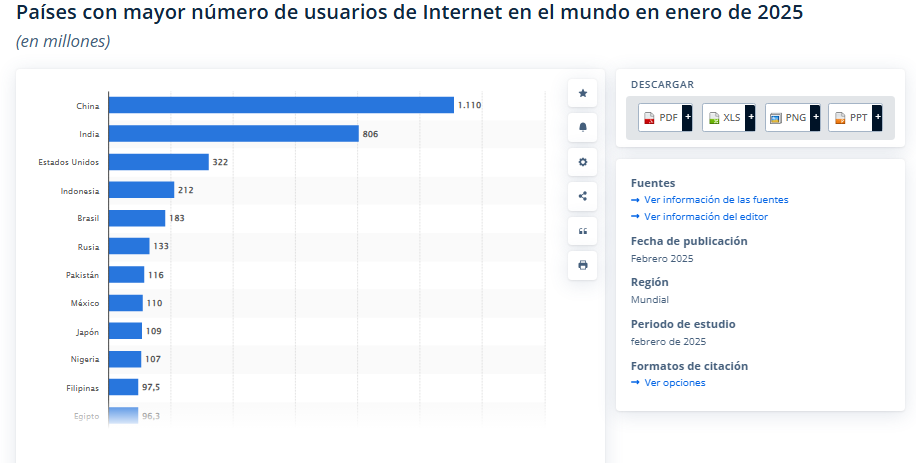 Países con mayor número de usuarios de Internet en el mundo en enero de 2025
(en millones)
China 1.110
India 806
Estados Unidos 322
Indonesia 212
Brasil 183
Rusia 133
Pakistán 116
México 110
Japón 109
Nigeria 107
Filipinas 97,5
Egipto 96,3
DESCARGAR
PDF + XLS + PNG + PPT +
Fuentes
→ Ver información de las fuentes
→ Ver información del editor
Fecha de publicación
Febrero 2025
Región
Mundial
Periodo de estudio
febrero de 2025
Formatos de citación
→ Ver opciones